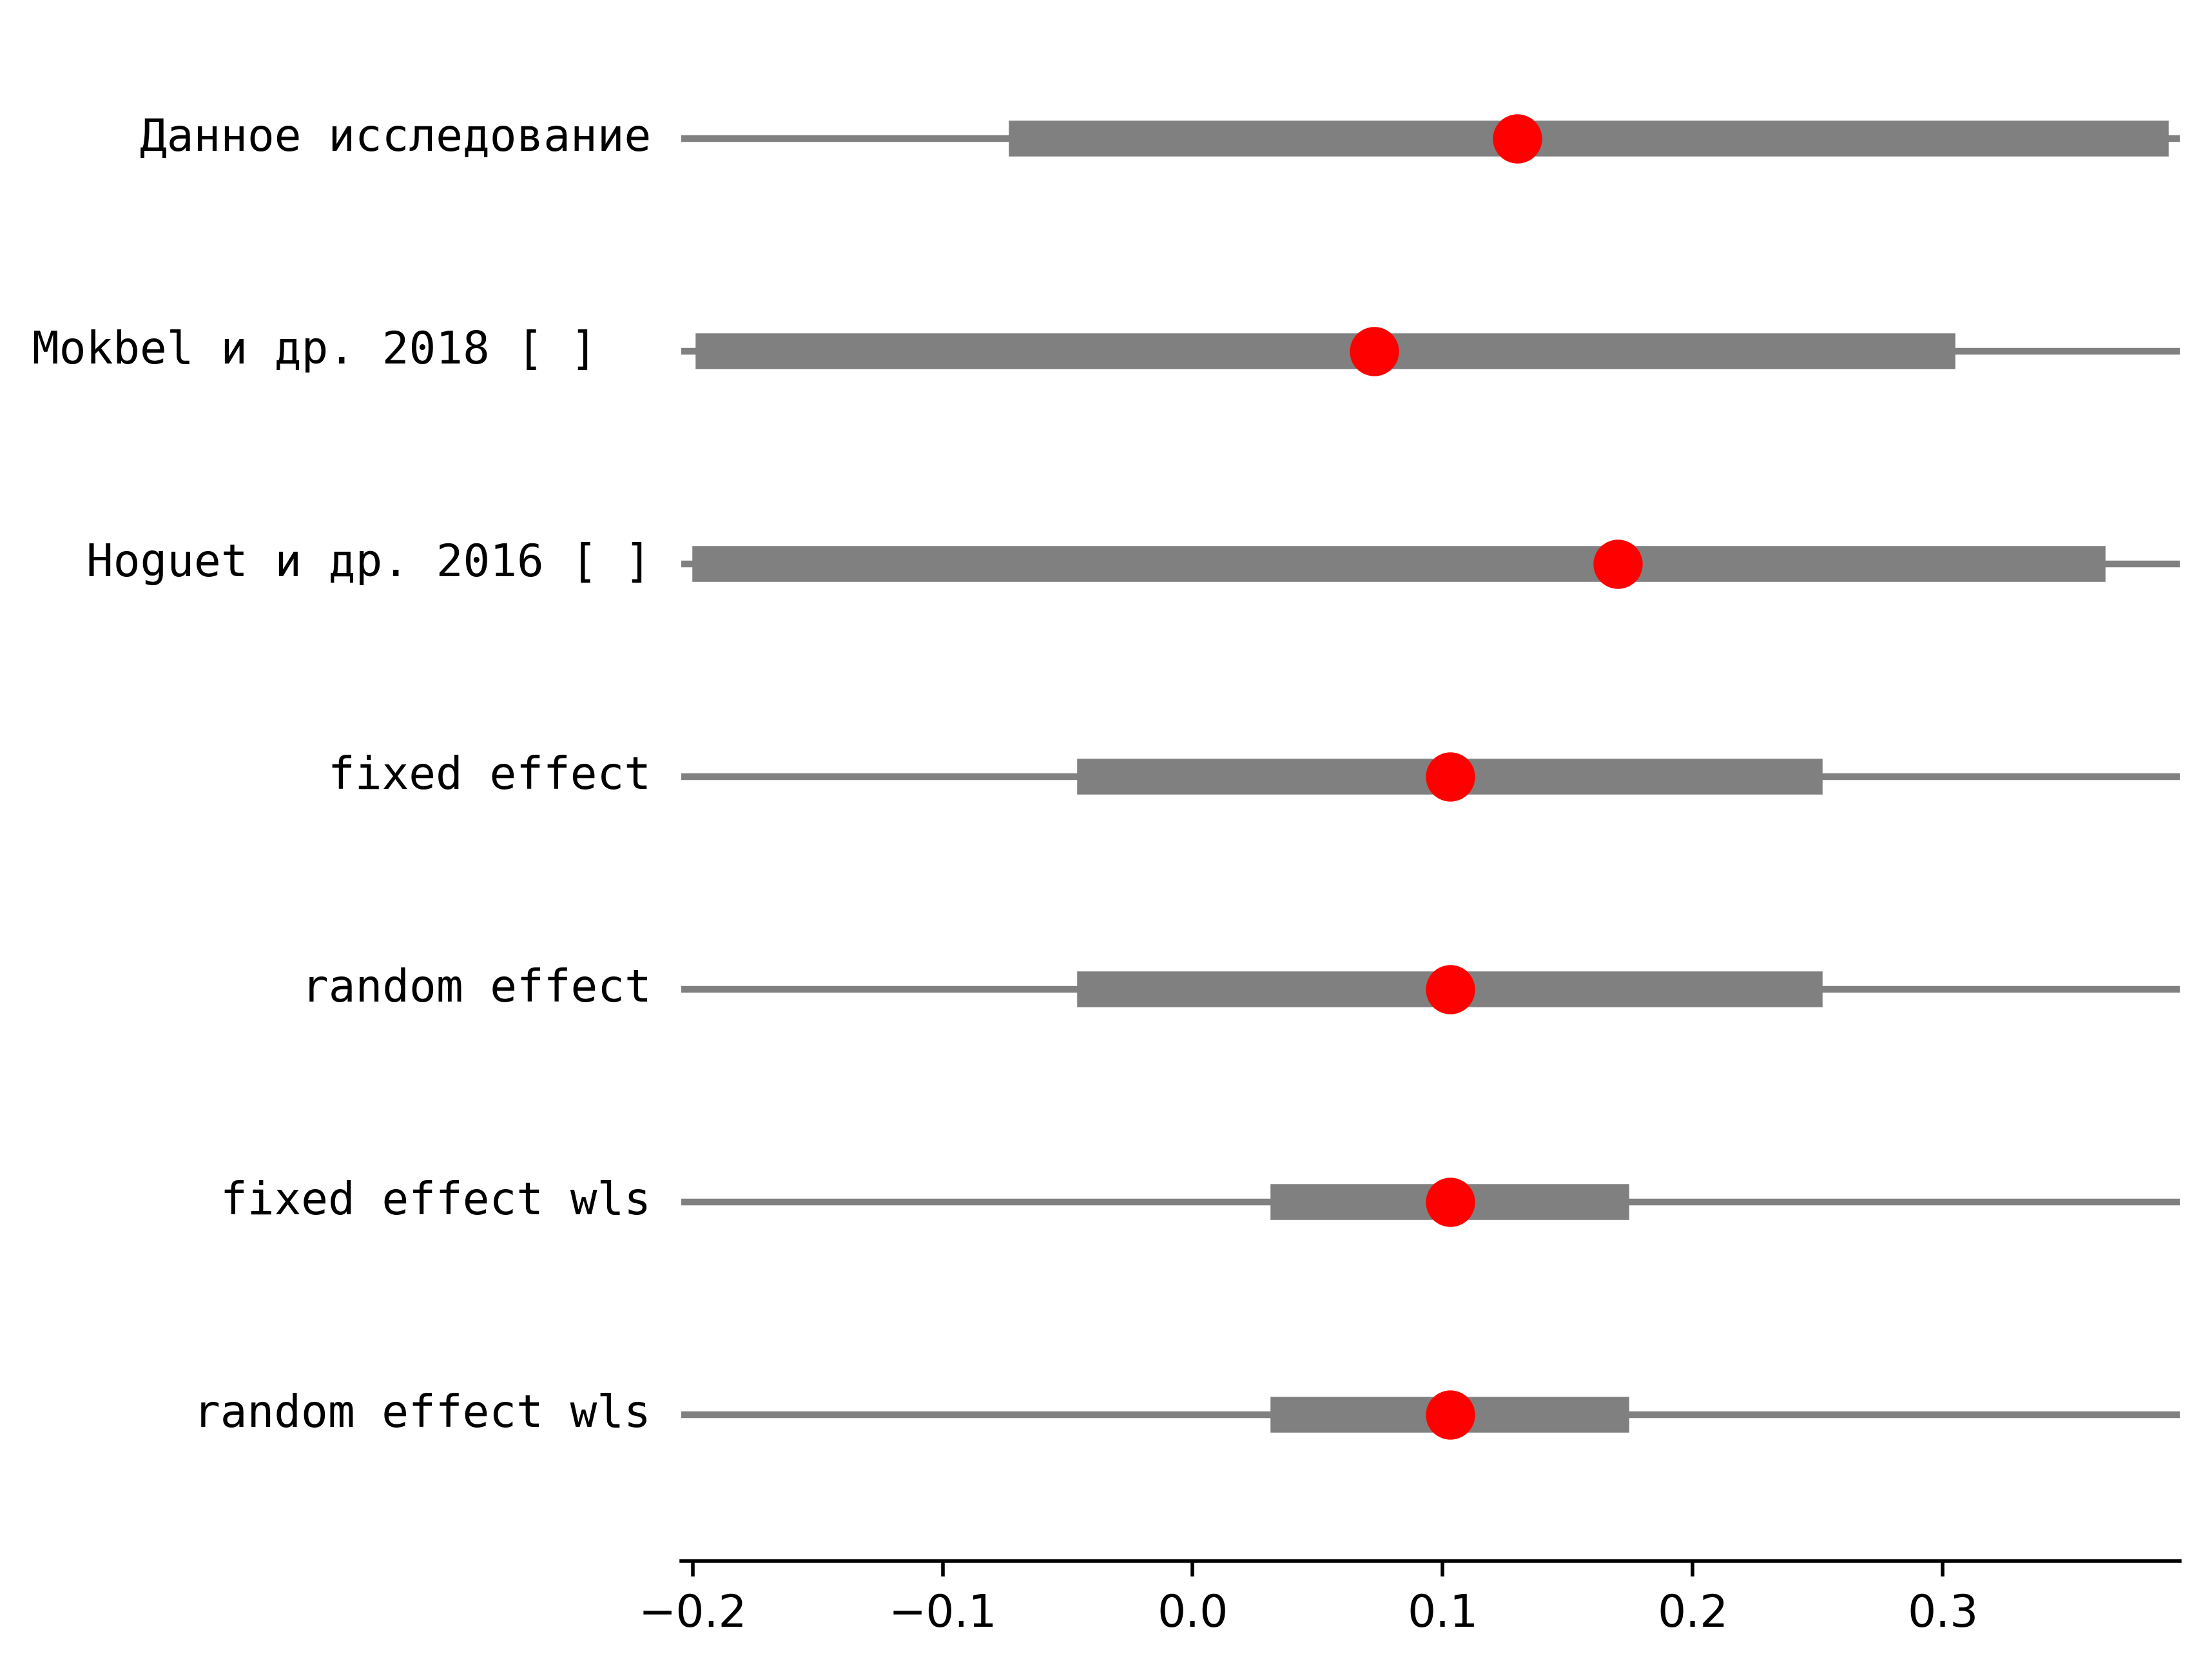 Данное исследование
Mokbel и др. 2018 [ ]
Hoguet и др. 2016 [ ]
fixed effect
random effect
fixed effect wls
random effect wls
−0.2 −0.1 0.0 0.1 0.2 0.3